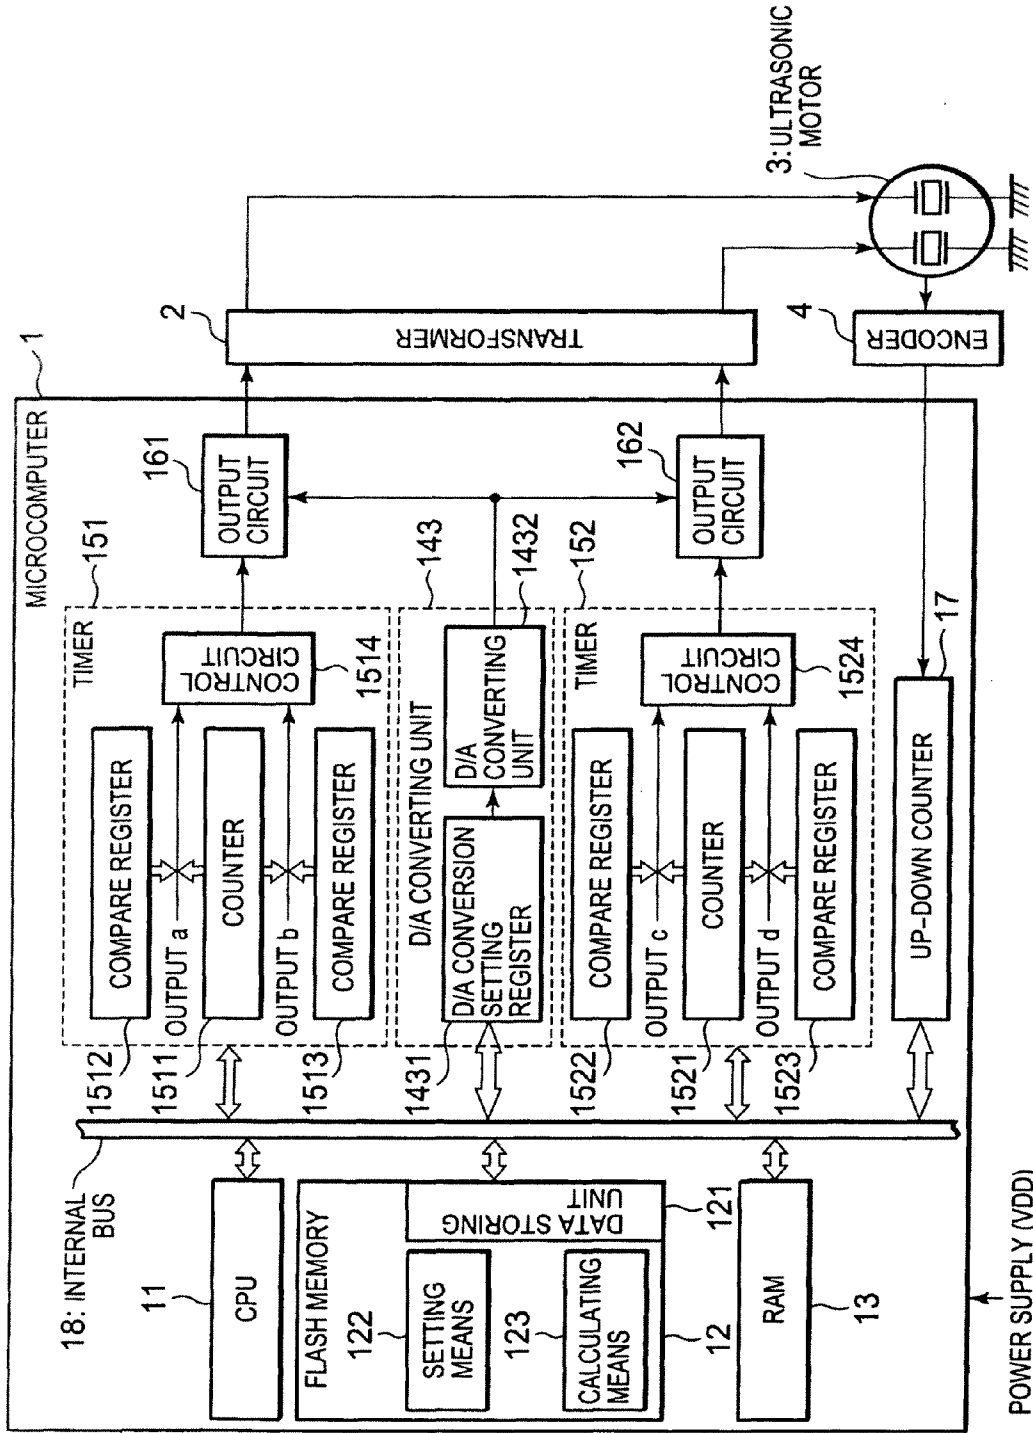 MICROCOMPUTER
1
18: INTERNAL
BUS
11
CPU
FLASH MEMORY
122
SETTING
MEANS
123
CALCULATING
MEANS
DATA STORING
UNIT
121
12
RAM
13
POWER SUPPLY (VDD)
TIMER
151
1512
COMPARE REGISTER
OUTPUT a
1511
COUNTER
OUTPUT b
1513
COMPARE REGISTER
CONTROL
CIRCUIT
1514
161
OUTPUT
CIRCUIT
D/A CONVERTING UNIT
143
1431
D/A CONVERSION
SETTING
REGISTER
D/A
CONVERTING
UNIT
1432
TIMER
152
1522
COMPARE REGISTER
OUTPUT c
1521
COUNTER
OUTPUT d
1523
COMPARE REGISTER
CONTROL
CIRCUIT
1524
162
OUTPUT
CIRCUIT
UP-DOWN COUNTER
17
2
TRANSFORMER
3: ULTRASONIC
MOTOR
4
ENCODER